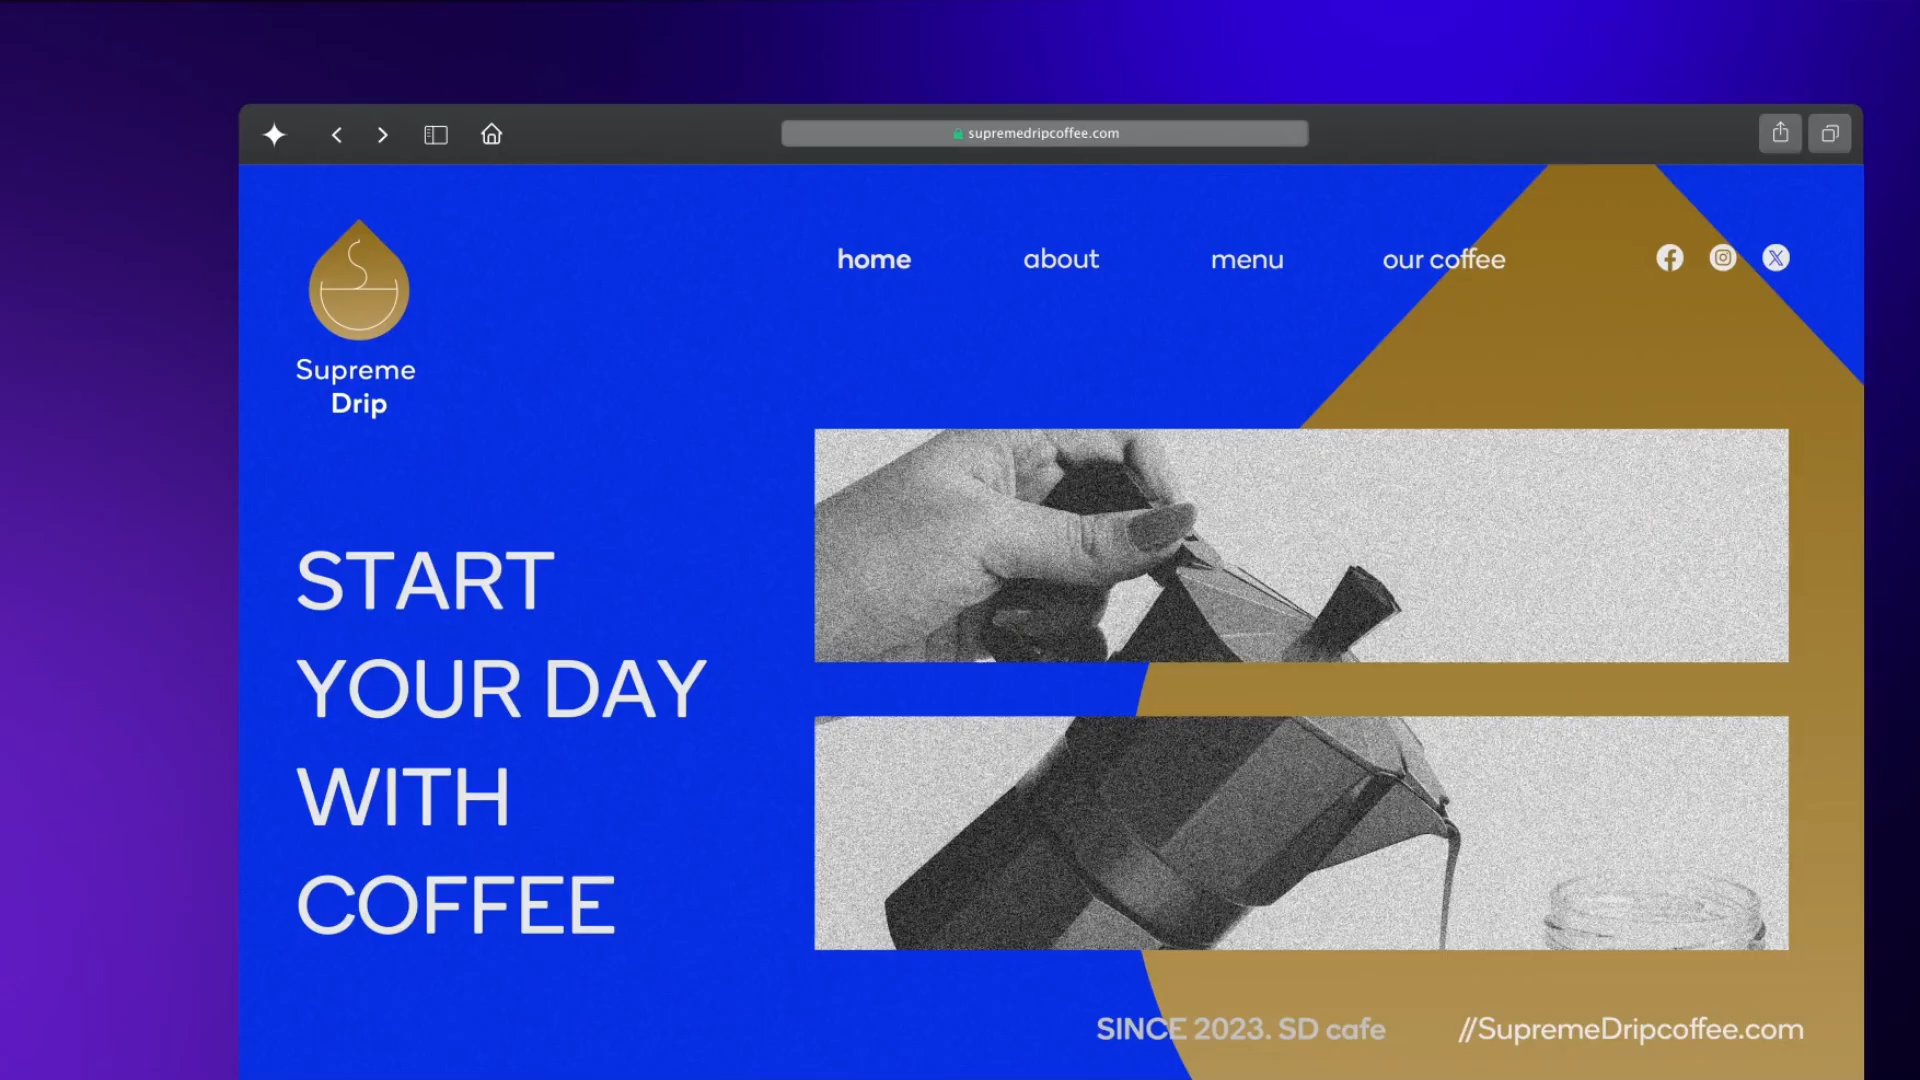 supremedripcoffee.com
home
about
menu
our coffee
Supreme
Drip
START
YOUR DAY
WITH
COFFEE
SINCE 2023. SD cafe
//SupremeDripcoffee.com